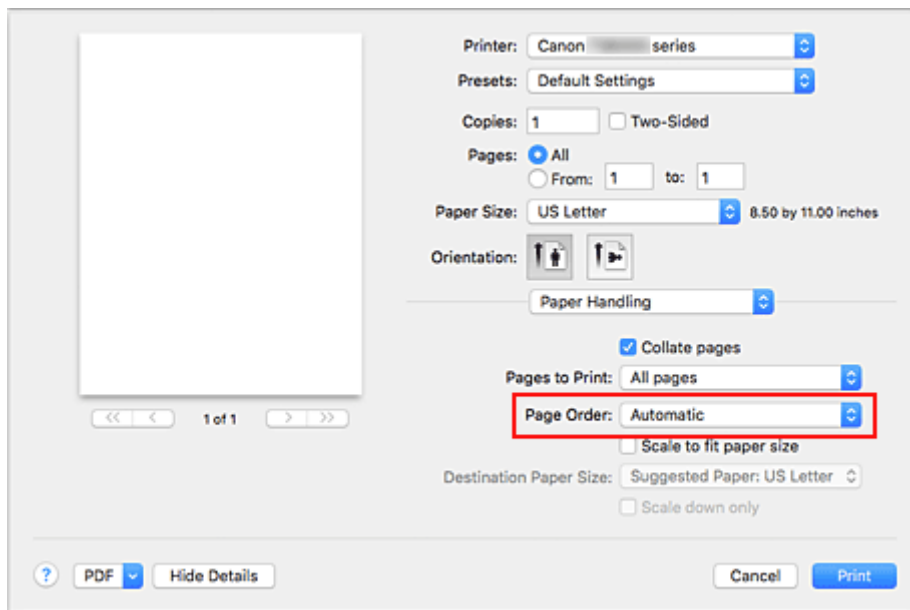 Printer: Canon series
Presets: Default Settings
Copies: 1 Two-Sided
Pages: All
From: 1 to: 1
Paper Size: US Letter 8.50 by 11.00 inches
Orientation:
Paper Handling
Collate pages
Pages to Print: All pages
<< < 1 of 1 > >>
Page Order: Automatic
Scale to fit paper size
Destination Paper Size: Suggested Paper: US Letter
Scale down only
? PDF Hide Details Cancel Print